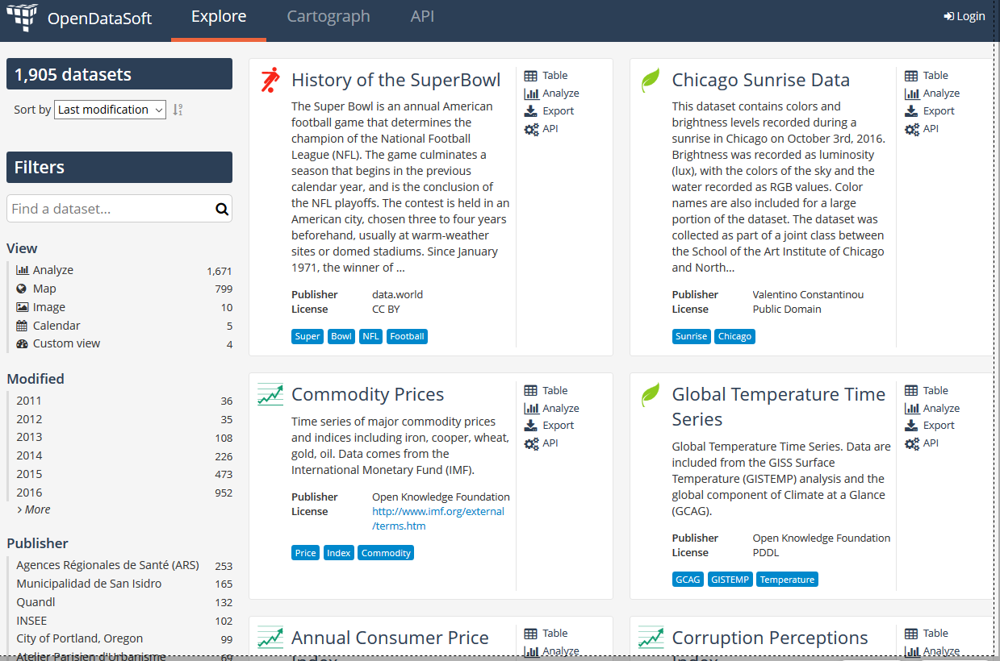 OpenDataSoft
Explore
Cartograph
API
Login
1,905 datasets
Sort by Last modification
Filters
Find a dataset...
View
Analyze 1,671
Map 799
Image 10
Calendar 5
Custom view 4
Modified
2011 36
2012 35
2013 108
2014 226
2015 473
2016 952
> More
Publisher
Agences Régionales de Santé (ARS) 253
Municipalidad de San Isidro 165
Quandl 132
INSEE 102
City of Portland, Oregon 99
Atelier Parisien d'Urbanisme 69
History of the SuperBowl
The Super Bowl is an annual American
football game that determines the
champion of the National Football
League (NFL). The game culminates a
season that begins in the previous
calendar year, and is the conclusion of
the NFL playoffs. The contest is held in an
American city, chosen three to four years
beforehand, usually at warm-weather
sites or domed stadiums. Since January
1971, the winner of ...
Publisher data.world
License CC BY
Super Bowl NFL Football
Table
Analyze
Export
API
Chicago Sunrise Data
This dataset contains colors and
brightness levels recorded during a
sunrise in Chicago on October 3rd, 2016.
Brightness was recorded as luminosity
(lux), with the colors of the sky and the
water recorded as RGB values. Color
names are also included for a large
portion of the dataset. The dataset was
collected as part of a joint class between
the School of the Art Institute of Chicago
and North...
Publisher Valentino Constantinou
License Public Domain
Sunrise Chicago
Table
Analyze
Export
API
Commodity Prices
Time series of major commodity prices
and indices including iron, cooper, wheat,
gold, oil. Data comes from the
International Monetary Fund (IMF).
Publisher Open Knowledge Foundation
License http://www.imf.org/external
/terms.htm
Price Index Commodity
Table
Analyze
Export
API
Global Temperature Time
Series
Global Temperature Time Series. Data are
included from the GISS Surface
Temperature (GISTEMP) analysis and the
global component of Climate at a Glance
(GCAG).
Publisher Open Knowledge Foundation
License PDDL
GCAG GISTEMP Temperature
Table
Analyze
Export
API
Annual Consumer Price
Index
Table
Analyze
Corruption Perceptions
Index
Table
Analyze